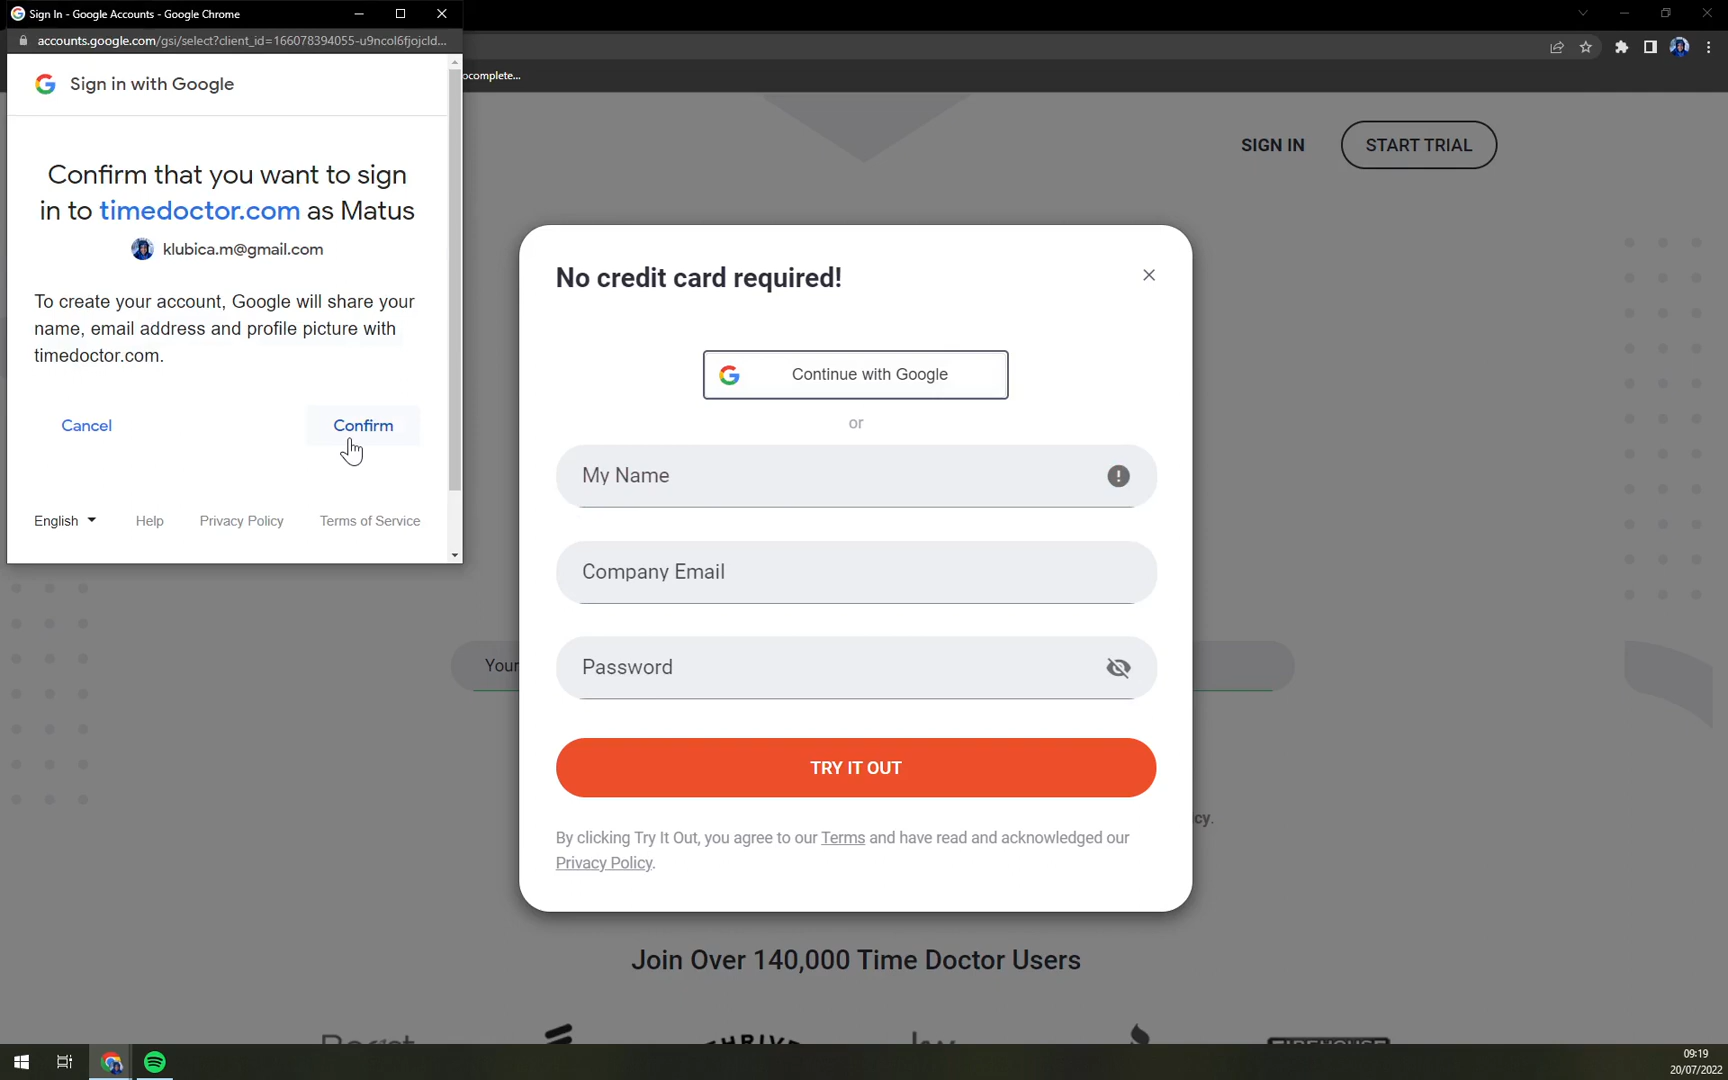 Sign In - Google Accounts - Google Chrome
accounts.google.com/gsi/select?client_id=166078394055-u9ncol6fjojcld...
ocomplete...
Sign in with Google
SIGN IN
START TRIAL
Confirm that you want to sign
in to timedoctor.com as Matus
klubica.m@gmail.com
To create your account, Google will share your
name, email address and profile picture with
timedoctor.com.
Cancel
Confirm
English
Help
Privacy Policy
Terms of Service
No credit card required!
Continue with Google
or
My Name
Company Email
Your
Password
TRY IT OUT
cy.
By clicking Try It Out, you agree to our Terms and have read and acknowledged our
Privacy Policy.
Join Over 140,000 Time Doctor Users
09:19
20/07/2022